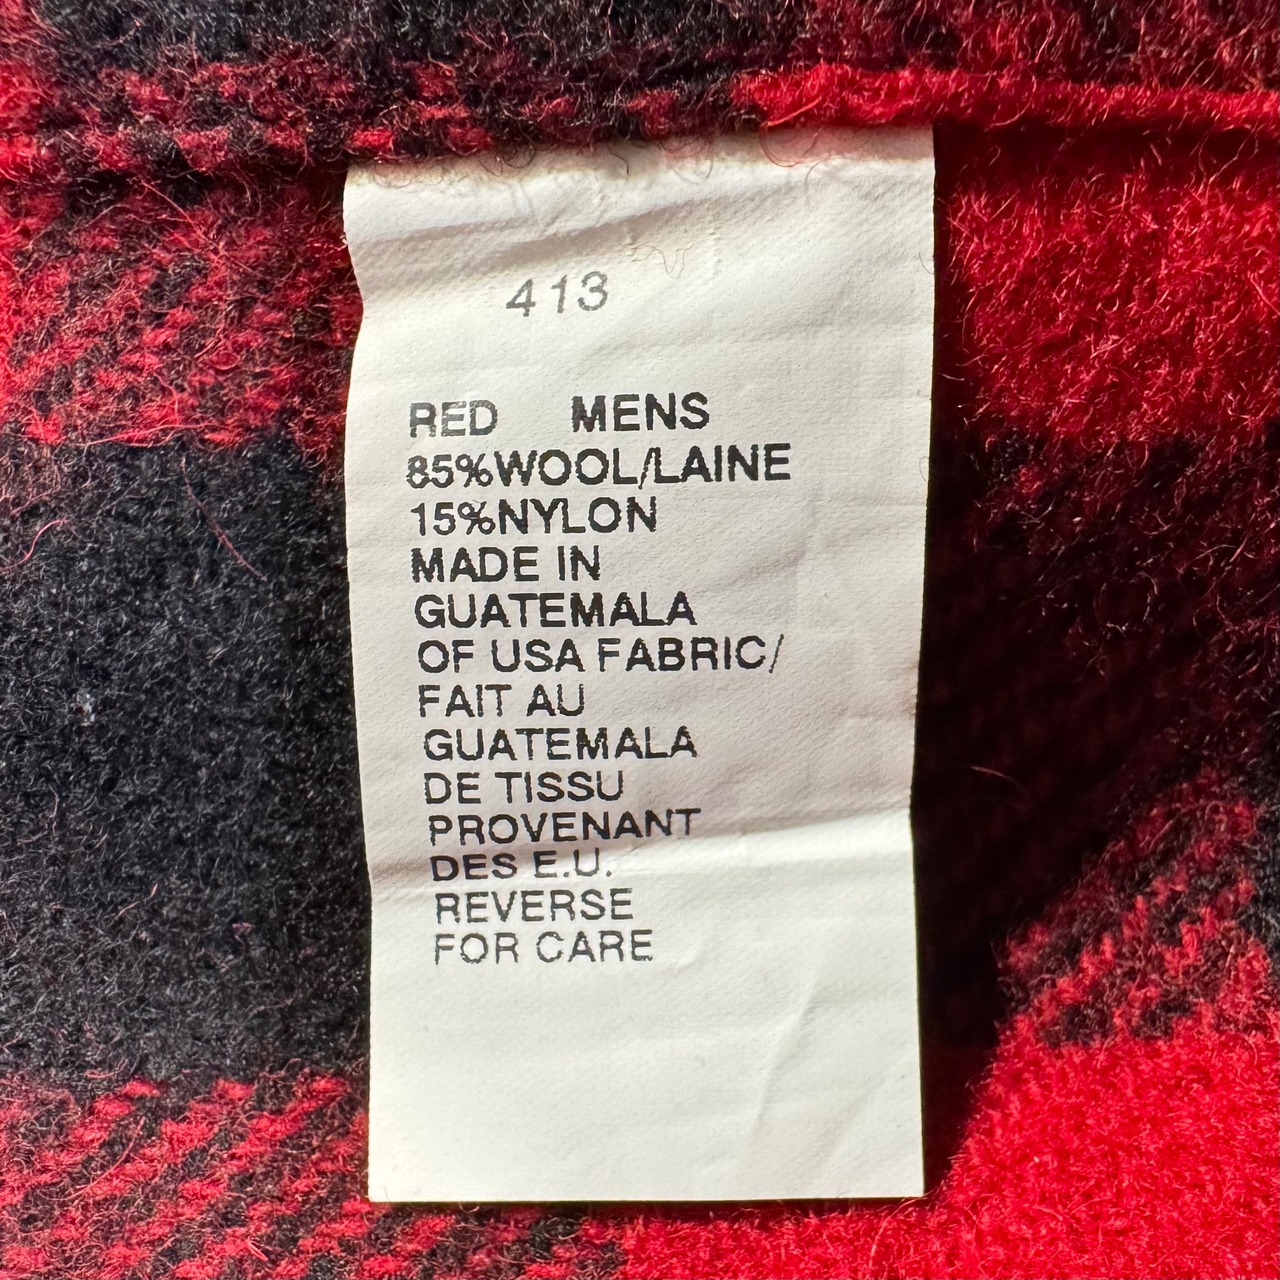 413
RED MENS
85%WOOL/LAINE
15%NYLON
MADE IN
GUATEMALA
OF USA FABRIC/
FAIT AU
GUATEMALA
DE TISSU
PROVENANT
DES E.U.
REVERSE
FOR CARE